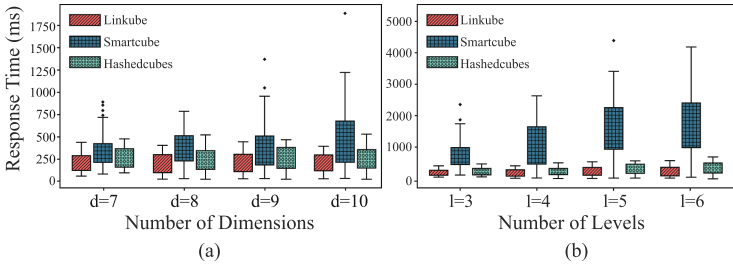 Response Time (ms)
1750
1500
1250
1000
750
500
250
0
Linkube
Smartcube
Hashedcubes
d=7
d=8
d=9
d=10
Number of Dimensions
(a)
5000
4000
3000
2000
1000
0
Linkube
Smartcube
Hashedcubes
l=3
l=4
l=5
l=6
Number of Levels
(b)